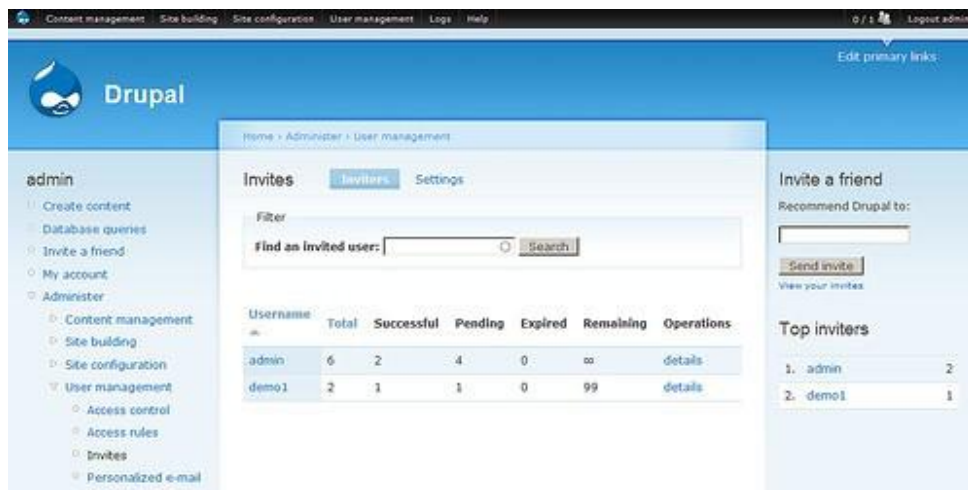 Content management Site building Site configuration User management Logs Help 0 / 1 Logout admin
Edit primary links
Drupal
Home › Administer › User management
admin
Create content
Database queries
Invite a friend
My account
Administer
Content management
Site building
Site configuration
User management
Access control
Access rules
Invites
Personalized e-mail
Invites Inviters Settings
Filter
Find an invited user: Search
Username Total Successful Pending Expired Remaining Operations
admin 6 2 4 0 ∞ details
demo1 2 1 1 0 99 details
Invite a friend
Recommend Drupal to:
Send invite
View your invites
Top inviters
1. admin 2
2. demo1 1